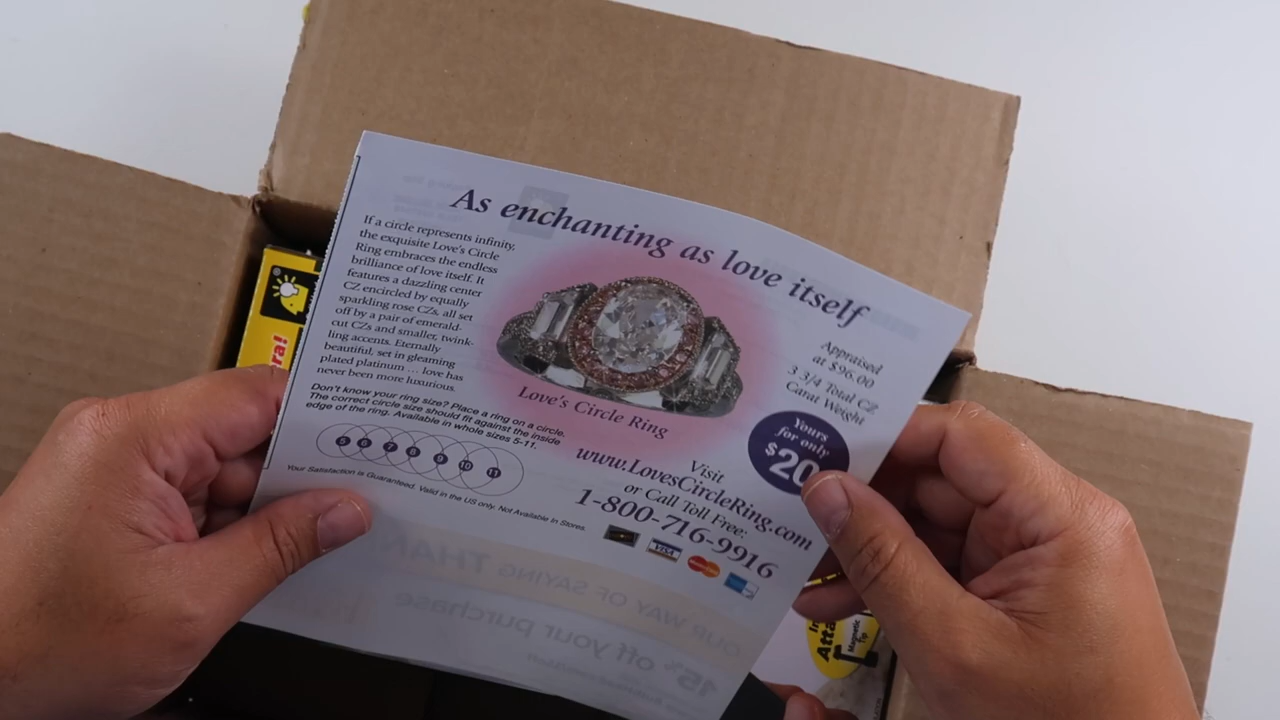 As enchanting as love itself
If a circle represents infinity,
the exquisite Love's Circle
Ring embraces the endless
brilliance of love itself. It
features a dazzling center
CZ encircled by equally
sparkling rose CZs, all set
off by a pair of emerald-
cut CZs and smaller, twink-
ling accents. Eternally
beautiful, set in gleaming
plated platinum ... love has
never been more luxurious.
Love's Circle Ring
Appraised
at $96.00
3 3/4 Total CZ
Carat Weight
Yours
for only
$20
Don't know your ring size? Place a ring on a circle.
The correct circle size should fit against the inside
edge of the ring. Available in whole sizes 5-11.
5 6 7 8 9 10 11
Your Satisfaction is Guaranteed. Valid in the US only. Not Available in Stores.
Visit
www.LovesCircleRing.com
or Call Toll Free:
1-800-716-9916
VISA
OUR WAY OF SAYING THAN
15% off your purchase
ra!
Atta
Magnetic
Tip